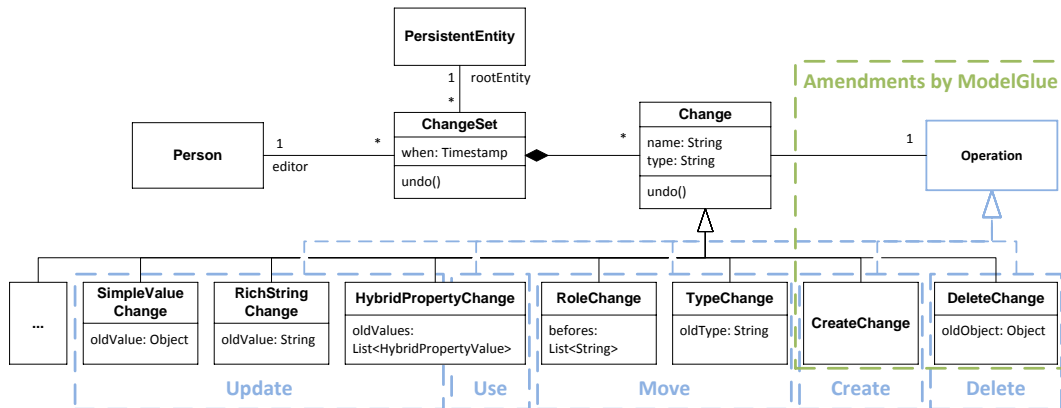 PersistentEntity
1
rootEntity
*
Amendments by ModelGlue
Person
1
editor
*
ChangeSet
when: Timestamp
undo()
*
Change
name: String
type: String
undo()
1
Operation
...
SimpleValue
Change
oldValue: Object
RichString
Change
oldValue: String
HybridPropertyChange
oldValues:
List<HybridPropertyValue>
RoleChange
befores:
List<String>
TypeChange
oldType: String
CreateChange
DeleteChange
oldObject: Object
Update
Use
Move
Create
Delete